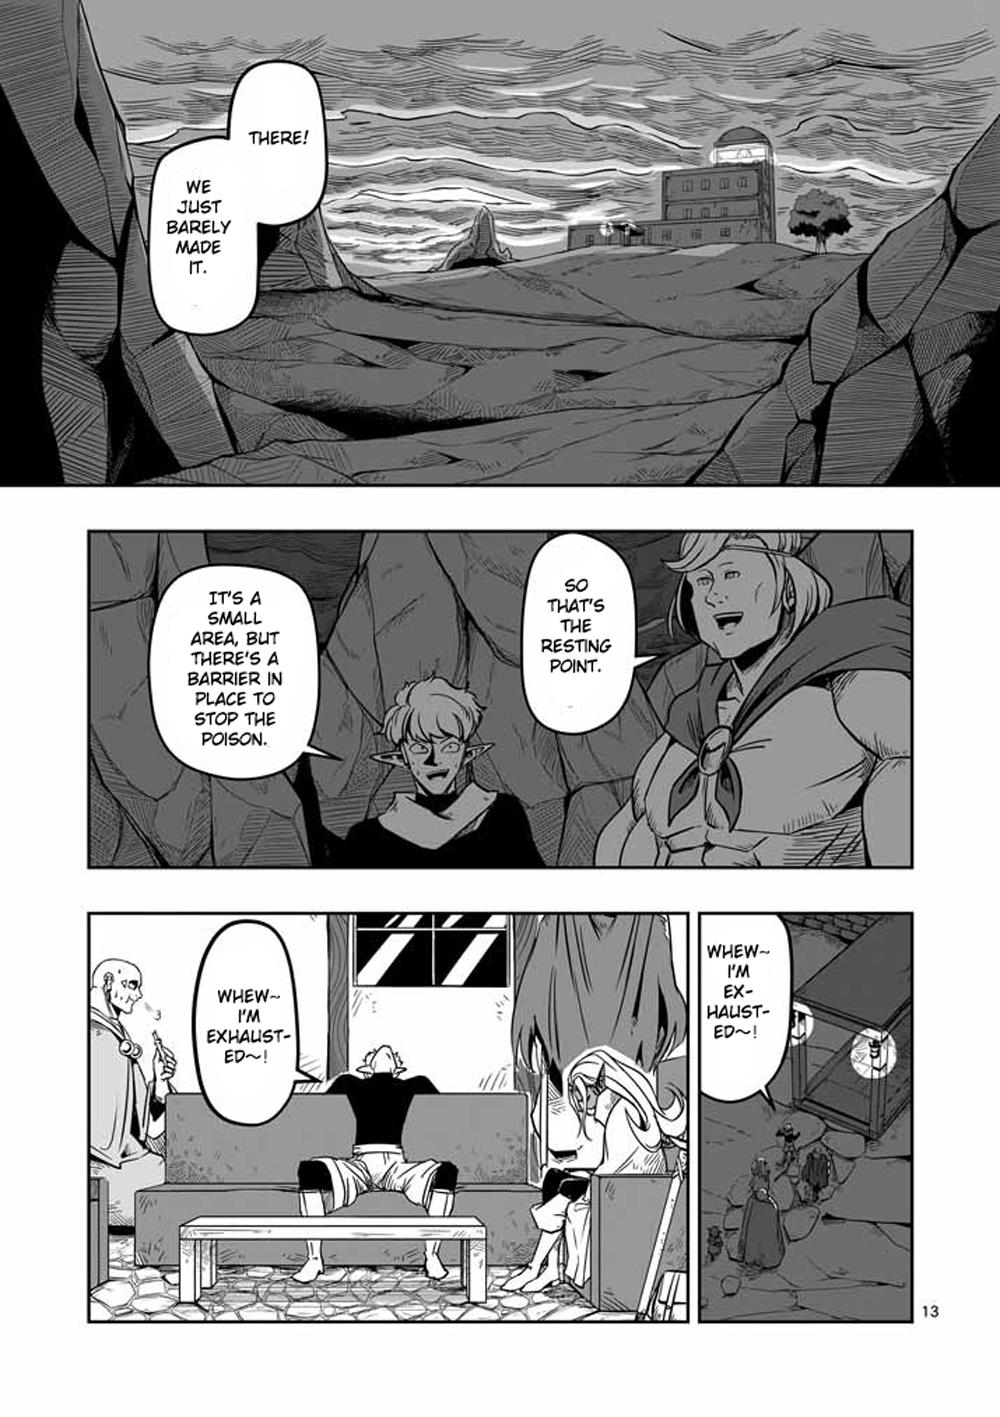 THERE!
WE
JUST
BARELY
MADE
IT.
SO
THAT'S
THE
RESTING
POINT.
IT'S A
SMALL
AREA, BUT
THERE'S A
BARRIER IN
PLACE TO
STOP THE
POISON.
WHEW~
I'M
EX-
HAUST-
ED~!
WHEW~
I'M
EXHAUST-
ED~!
13